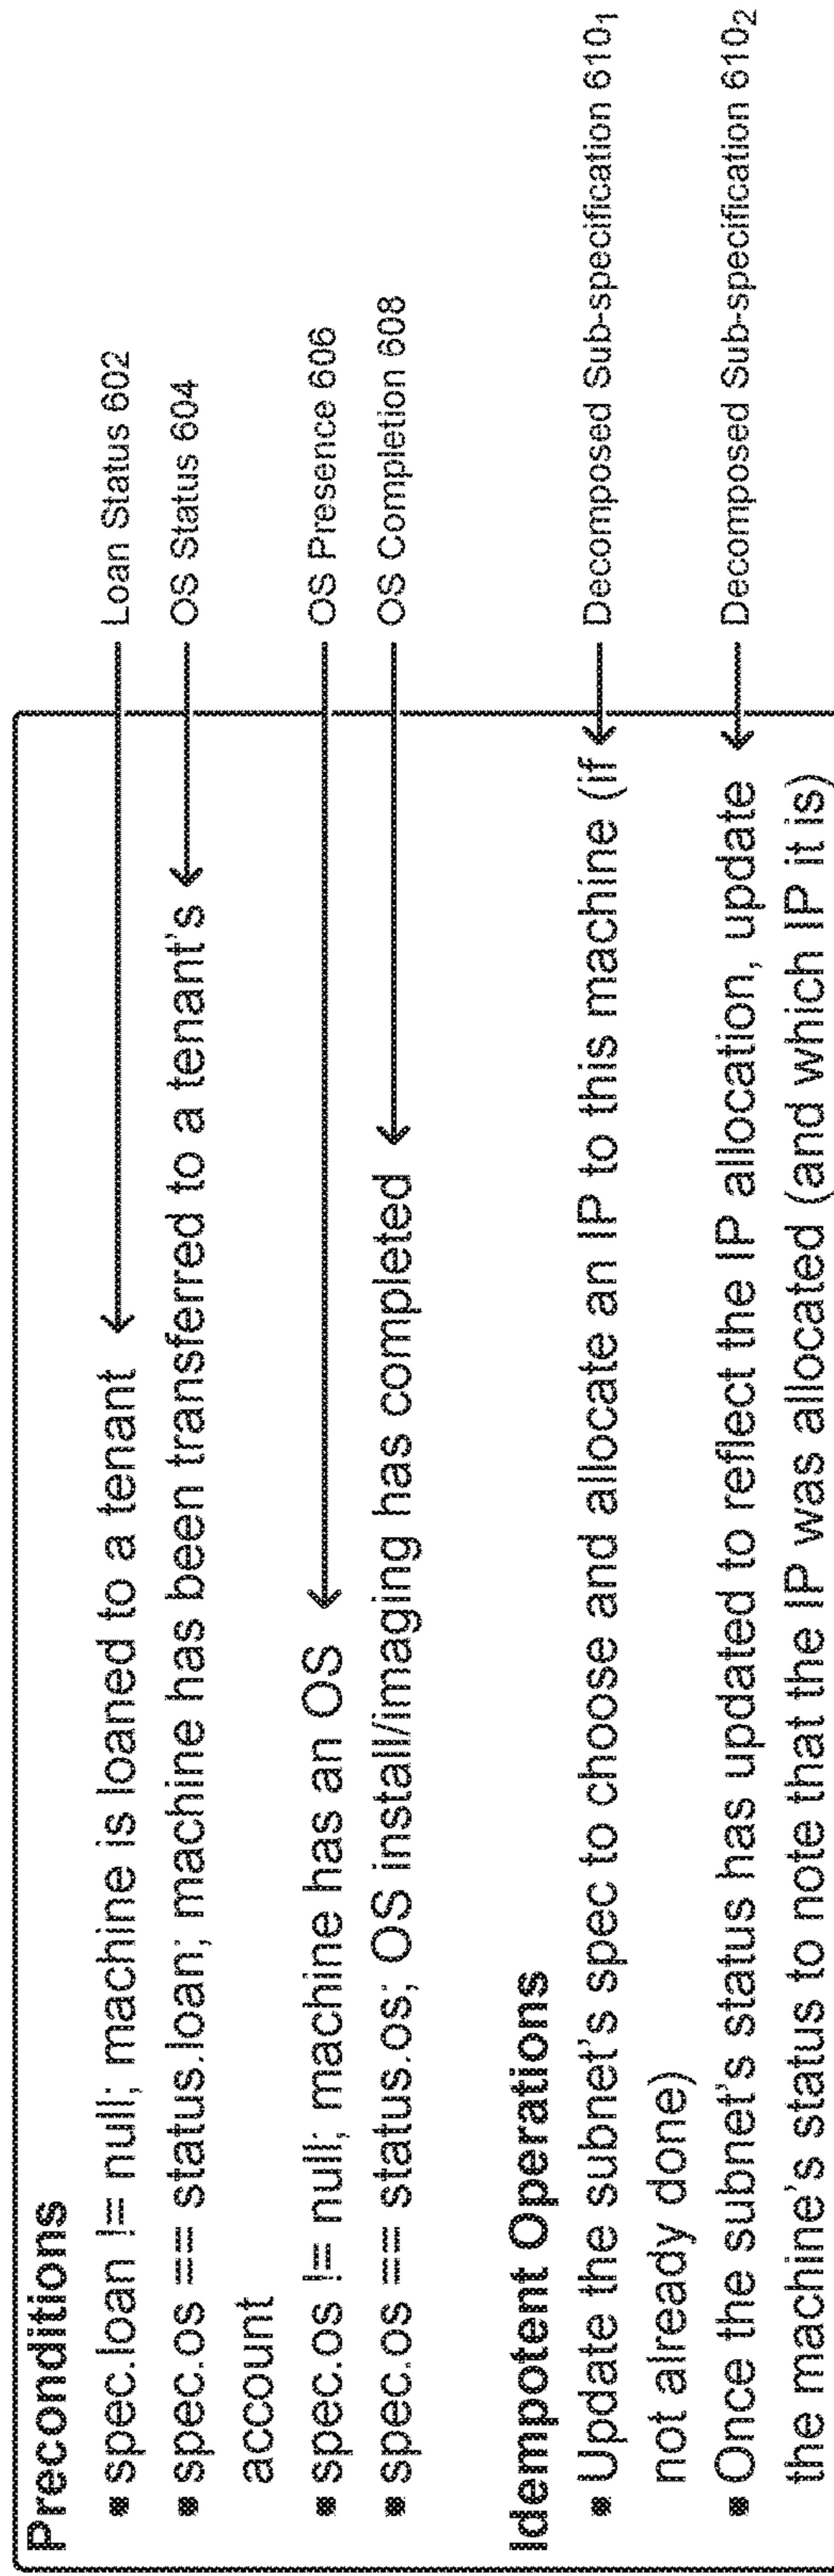 Preconditions
▪ spec.loan != null; machine is loaned to a tenant ← Loan Status 602
▪ spec.os == status.loan; machine has been transferred to a tenant's ← OS Status 604
account
▪ spec.os != null; machine has an OS ← OS Presence 606
▪ spec.os == status.os; OS install/imaging has completed ← OS Completion 608
Idempotent Operations
▪ Update the subnet's spec to choose and allocate an IP to this machine (if ← Decomposed Sub-specification 610₁
not already done)
▪ Once the subnet's status has updated to reflect the IP allocation, update ← Decomposed Sub-specification 610₂
the machine's status to note that the IP was allocated (and which IP it is)